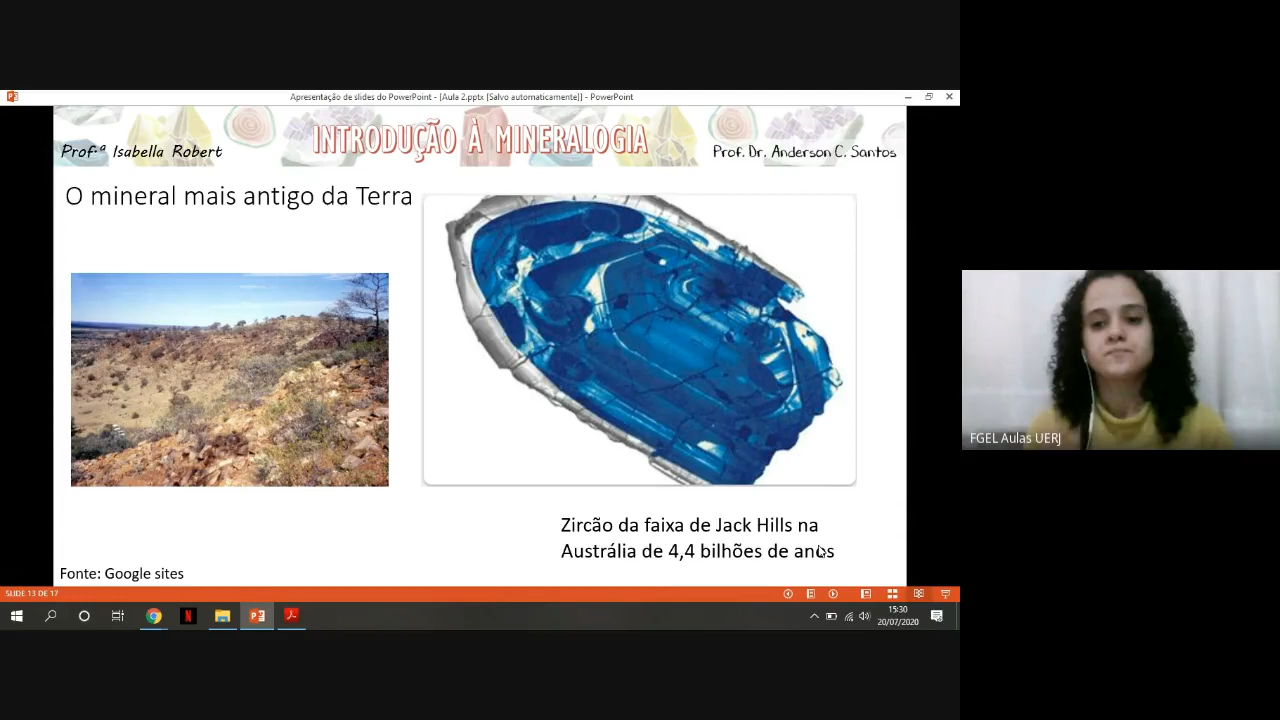 Apresentação de slides do PowerPoint - [Aula 2.pptx [Salvo automaticamente]] - PowerPoint
INTRODUÇÃO À MINERALOGIA
Prof.ª Isabella Robert
Prof. Dr. Anderson C. Santos
O mineral mais antigo da Terra
Zircão da faixa de Jack Hills na
Austrália de 4,4 bilhões de anos
Fonte: Google sites
FGEL Aulas UERJ
SLIDE 13 DE 17
15:30
20/07/2020